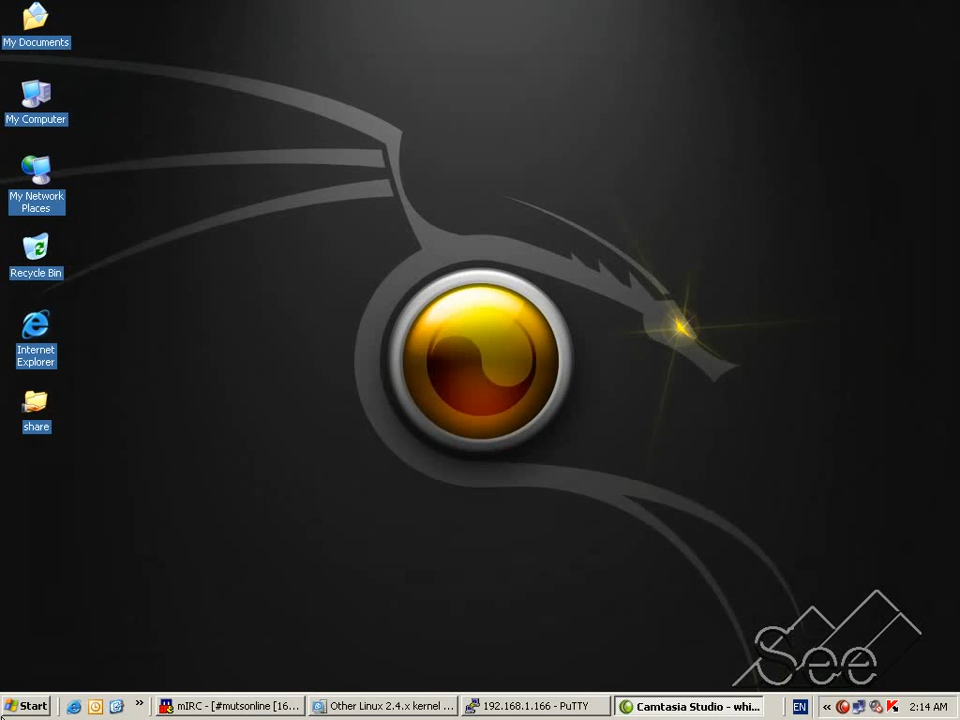 My Documents
My Computer
My Network
Places
Recycle Bin
Internet
Explorer
share
See
Start
mIRC - [#mutsonline [16...
Other Linux 2.4.x kernel ...
192.168.1.166 - PuTTY
Camtasia Studio - whi...
EN
2:14 AM